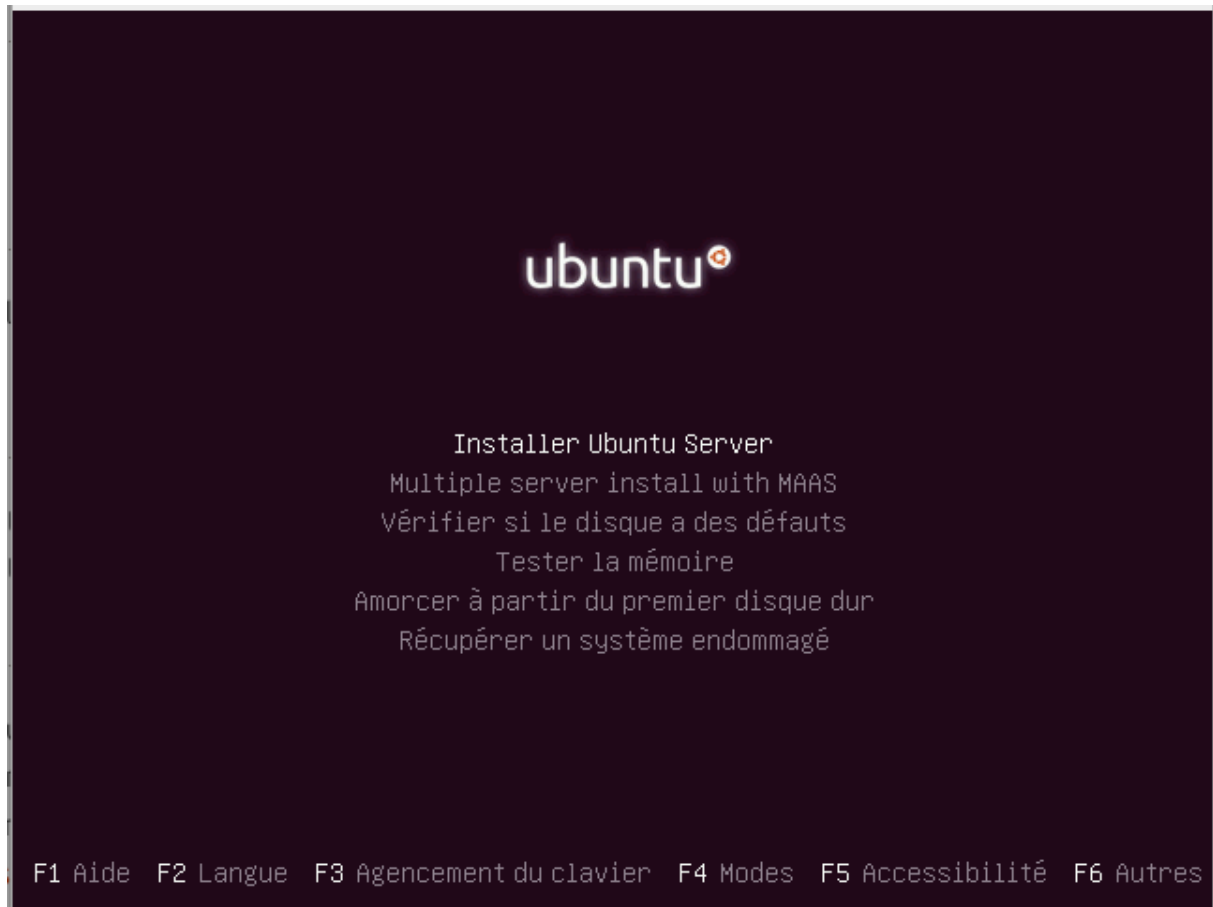 ubuntu
Installer Ubuntu Server
Multiple server install with MAAS
Vérifier si le disque a des défauts
Tester la mémoire
Amorcer à partir du premier disque dur
Récupérer un système endommagé
F1 Aide F2 Langue F3 Agencement du clavier F4 Modes F5 Accessibilité F6 Autres